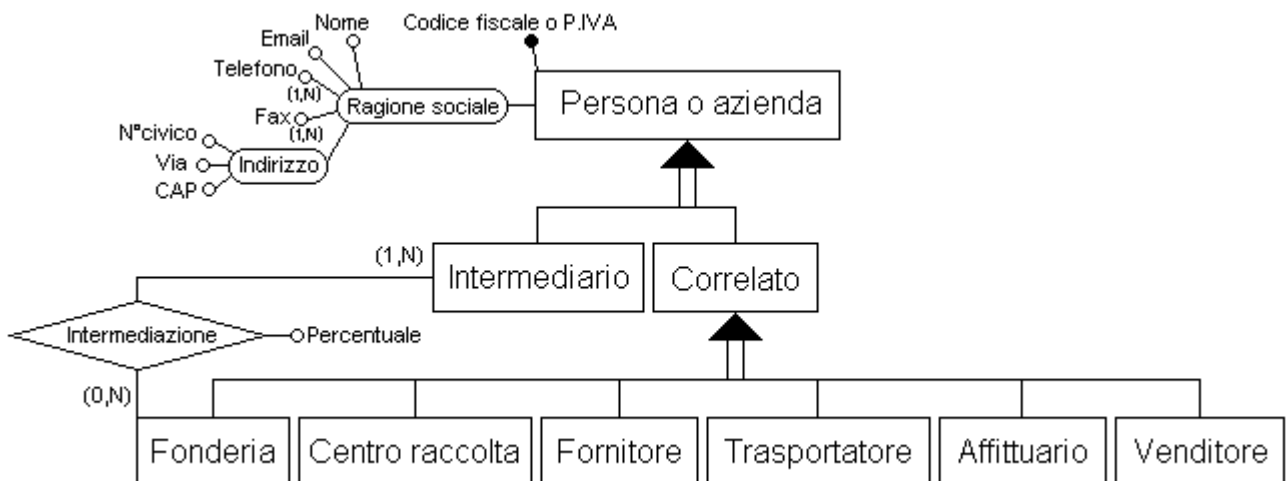 Nome
Codice fiscale o P.IVA
Email
Telefono
(1,N)
Ragione sociale
Persona o azienda
Fax
(1,N)
N°civico
Via
Indirizzo
CAP
(1,N)
Intermediario
Correlato
Intermediazione
Percentuale
(0,N)
Fonderia
Centro raccolta
Fornitore
Trasportatore
Affittuario
Venditore